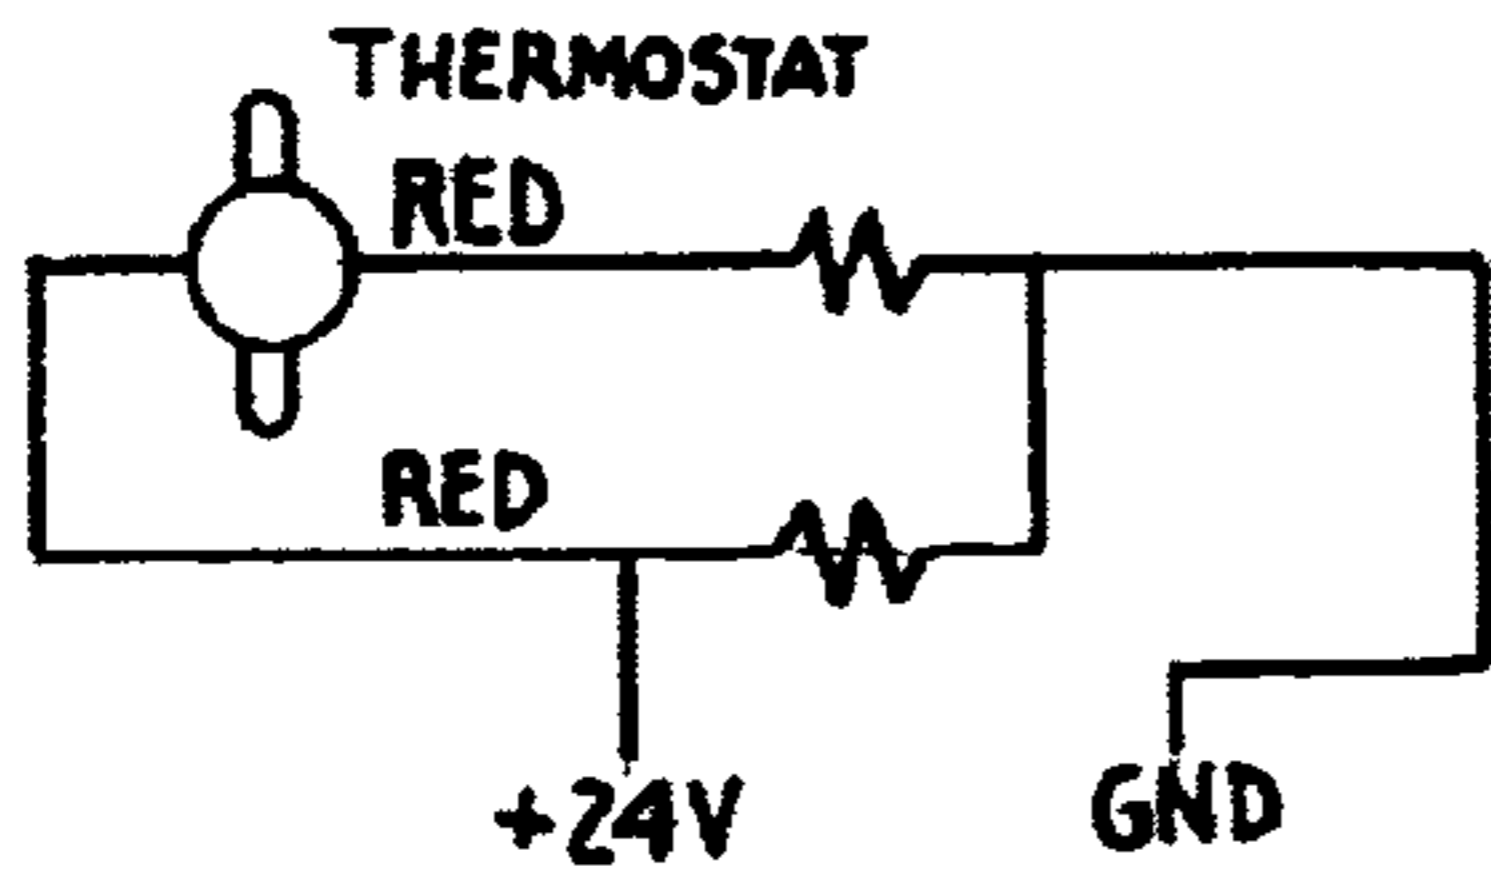 THERMOSTAT
RED
RED
+24V
GND